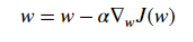 w = w − α∇_w J(w)